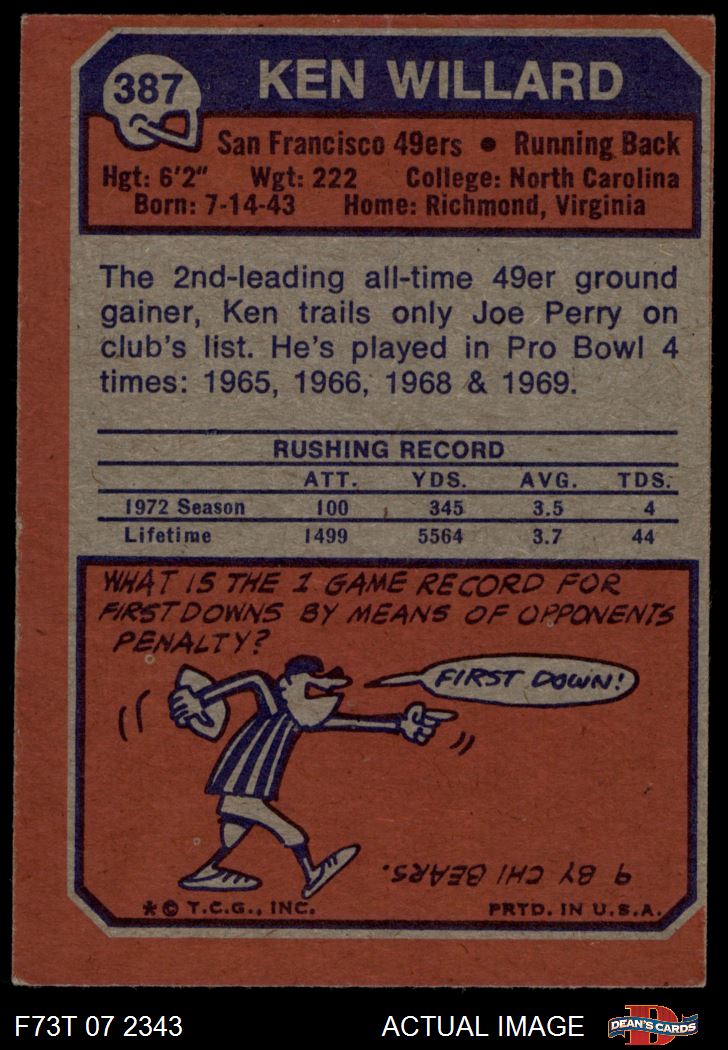 387
KEN WILLARD
San Francisco 49ers • Running Back
Hgt: 6'2" Wgt: 222 College: North Carolina
Born: 7-14-43 Home: Richmond, Virginia
The 2nd-leading all-time 49er ground
gainer, Ken trails only Joe Perry on
club's list. He's played in Pro Bowl 4
times: 1965, 1966, 1968 & 1969.
RUSHING RECORD
ATT. YDS. AVG. TDS.
1972 Season 100 345 3.5 4
Lifetime 1499 5564 3.7 44
WHAT IS THE 1 GAME RECORD FOR
FIRST DOWNS BY MEANS OF OPPONENTS
PENALTY?
FIRST DOWN!
9 BY CHI BEARS.
*© T.C.G., INC. PRTD. IN U.S.A.
F73T 07 2343 ACTUAL IMAGE
D
DEAN'S CARDS